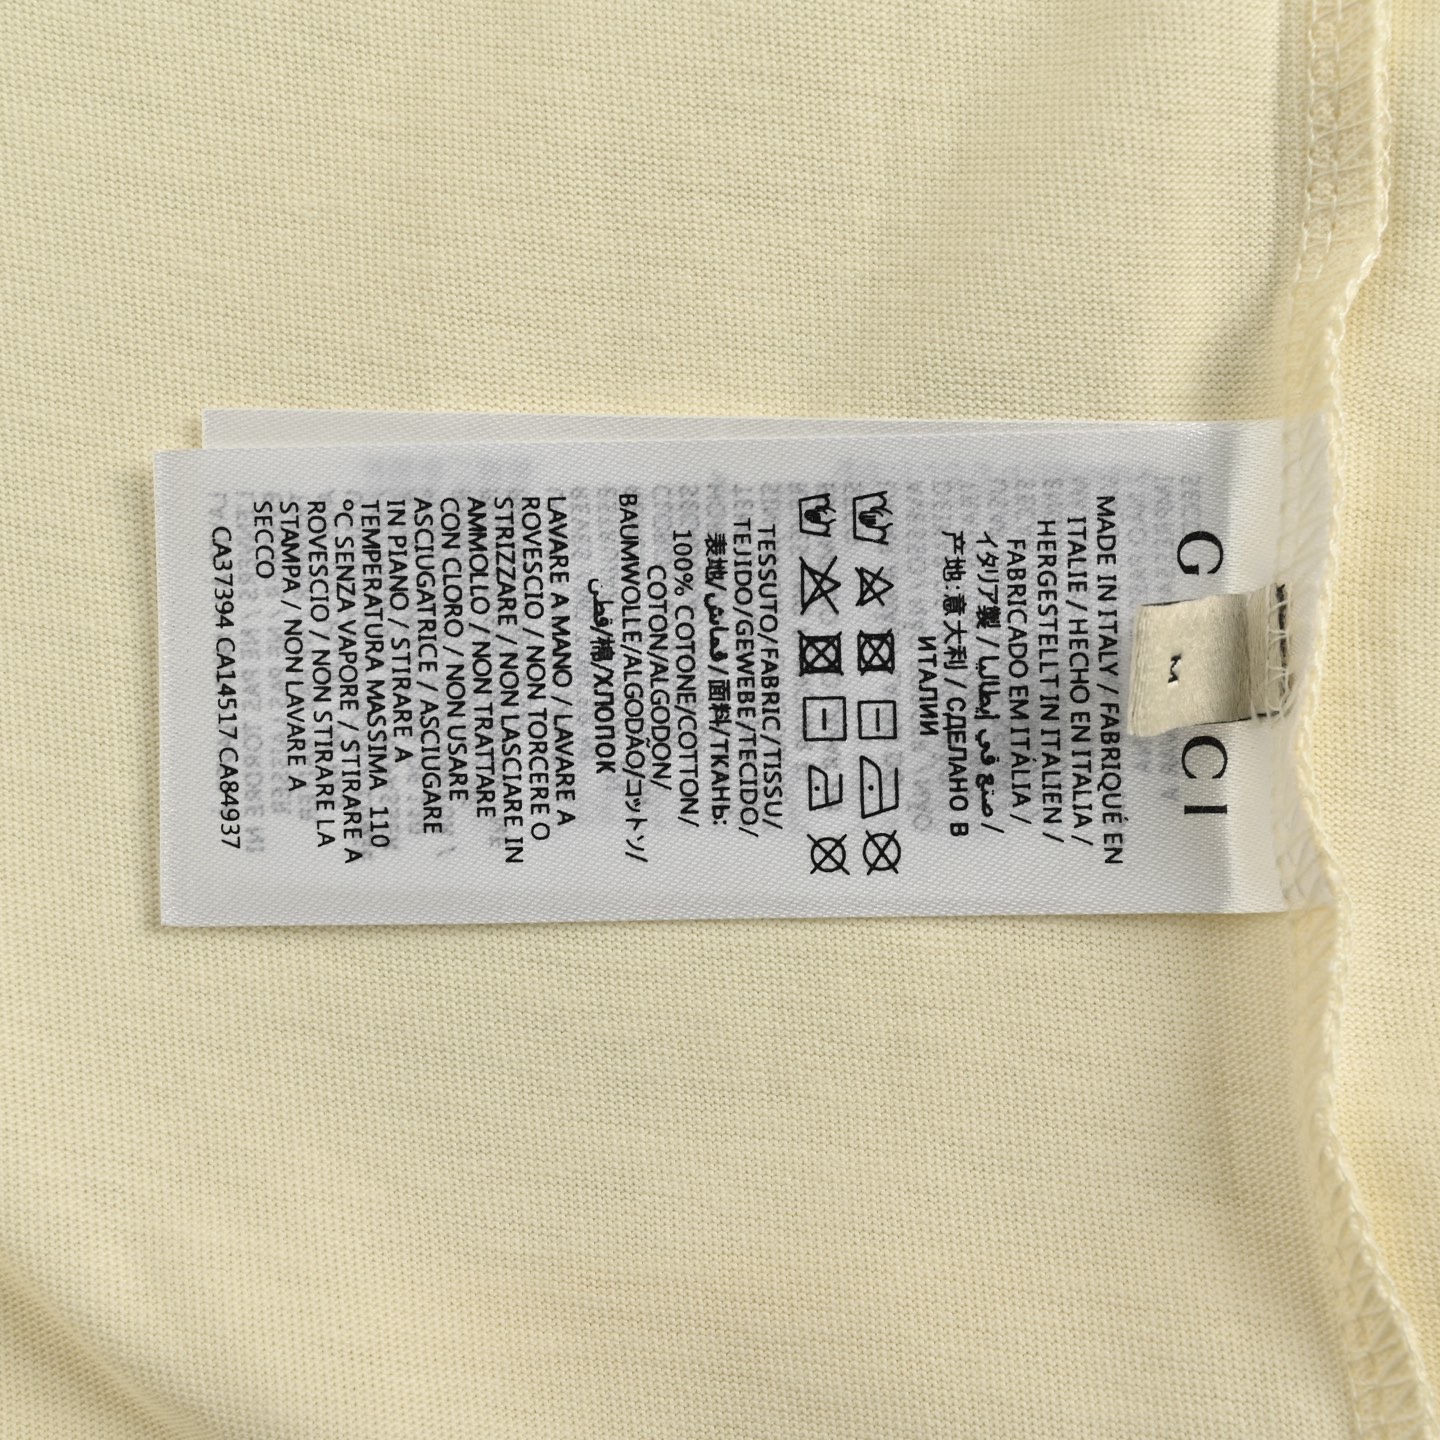 G CI
M
MADE IN ITALY / FABRIQUÉ EN
ITALIE / HECHO EN ITALIA /
HERGESTELLT IN ITALIEN /
FABRICADO EM ITÁLIA /
イタリア製 / صنع في إيطاليا /
产地: 意大利 / СДЕЛАНО В
ИТАЛИИ
TESSUTO/FABRIC/TISSU/
TEJIDO/GEWEBE/TECIDO/
表地/قماش/面料/ТКАНЬ:
100% COTONE/COTTON/
COTON/ALGODON/
BAUMWOLLE/ALGODÃO/コットン/
قطن/棉/ХЛОПОК
LAVARE A MANO / LAVARE A
ROVESCIO / NON TORCERE O
STRIZZARE / NON LASCIARE IN
AMMOLLO / NON TRATTARE
CON CLORO / NON USARE
ASCIUGATRICE / ASCIUGARE
IN PIANO / STIRARE A
TEMPERATURA MASSIMA 110
°C SENZA VAPORE / STIRARE A
ROVESCIO / NON STIRARE LA
STAMPA / NON LAVARE A
SECCO
CA37394 CA14517 CA84937